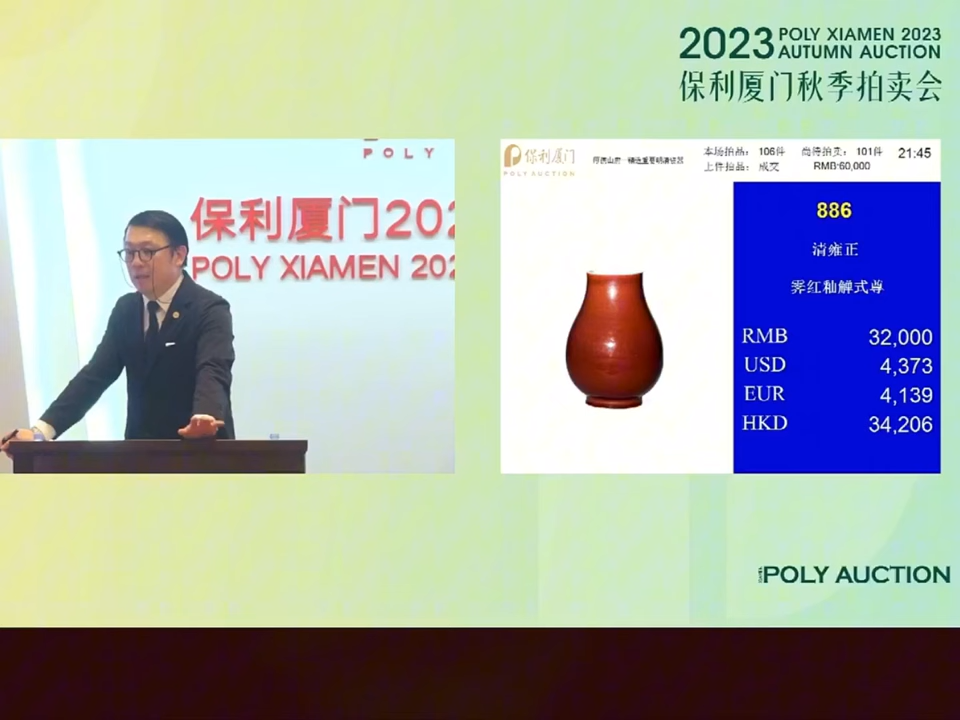 2023 POLY XIAMEN 2023
AUTUMN AUCTION
保利厦门秋季拍卖会
POLY
保利厦门202
POLY XIAMEN 202
保利厦门
POLY AUCTION
本场拍品： 106件 尚待拍卖： 101件
上件拍品： 成交 RMB:60,000
21:45
886
清雍正
霁红釉觯式尊
RMB 32,000
USD 4,373
EUR 4,139
HKD 34,206
POLY AUCTION